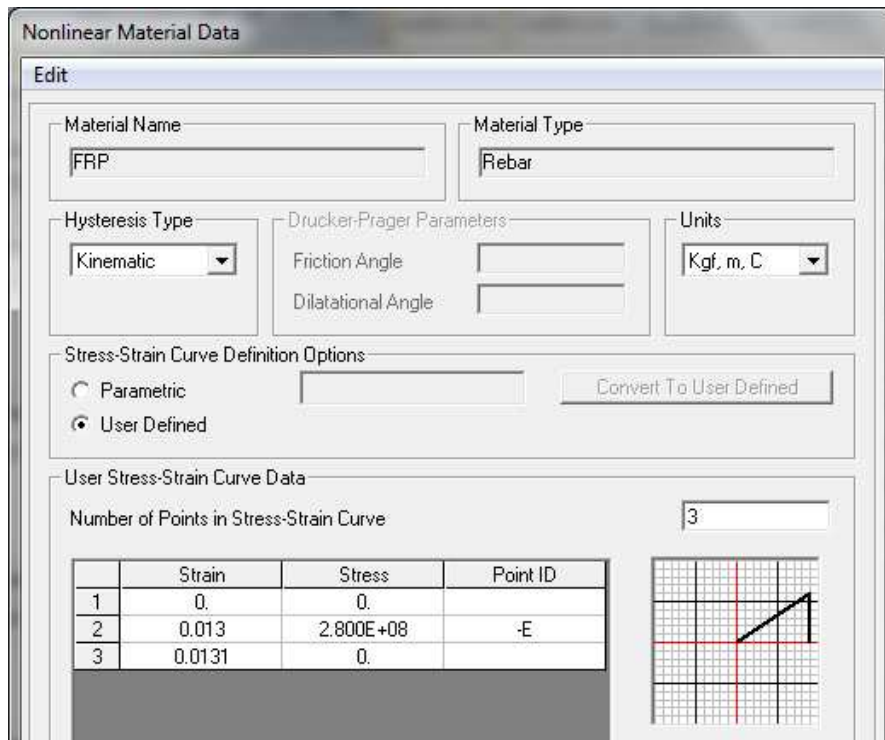 Nonlinear Material Data
Edit
Material Name
FRP
Material Type
Rebar
Hysteresis Type
Kinematic
Drucker-Prager Parameters
Friction Angle
Dilatational Angle
Units
Kgf, m, C
Stress-Strain Curve Definition Options
Parametric
Convert To User Defined
User Defined
User Stress-Strain Curve Data
Number of Points in Stress-Strain Curve
3
Strain Stress Point ID
1 0. 0.
2 0.013 2.800E+08 -E
3 0.0131 0.